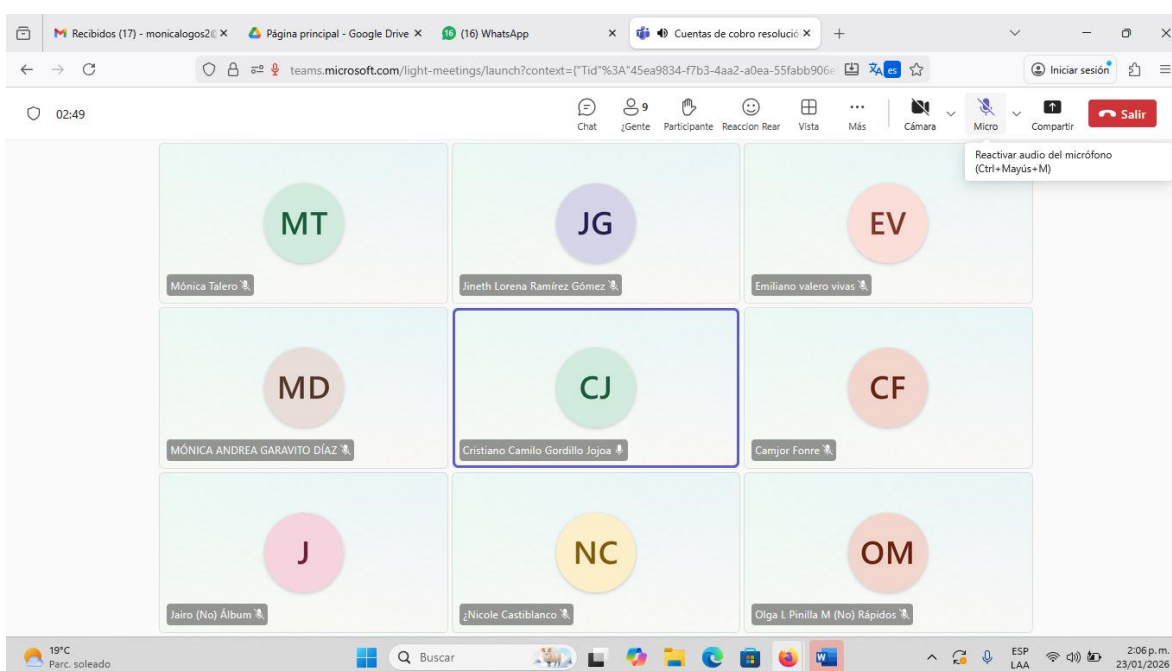 Recibidos (17) - monicalogos2@
Página principal - Google Drive
(16) WhatsApp
Cuentas de cobro resolució
teams.microsoft.com/light-meetings/launch?context={"Tid"%3A"45ea9834-f7b3-4aa2-a0ea-55fabb906e
es
Iniciar sesión
02:49
9
Chat
¿Gente
Participante
Reaccion Rear
Vista
Más
Cámara
Micro
Compartir
Salir
Reactivar audio del micrófono
(Ctrl+Mayús+M)
MT
JG
EV
Mónica Talero
Jineth Lorena Ramírez Gómez
Emiliano valero vivas
MD
CJ
CF
MÓNICA ANDREA GARAVITO DÍAZ
Cristiano Camilo Gordillo Jojoa
Camjor Fonre
J
NC
OM
Jairo (No) Álbum
¿Nicole Castiblanco
Olga L Pinilla M (No) Rápidos
19°C
Parc. soleado
Buscar
ESP
LAA
2:06 p. m.
23/01/2026